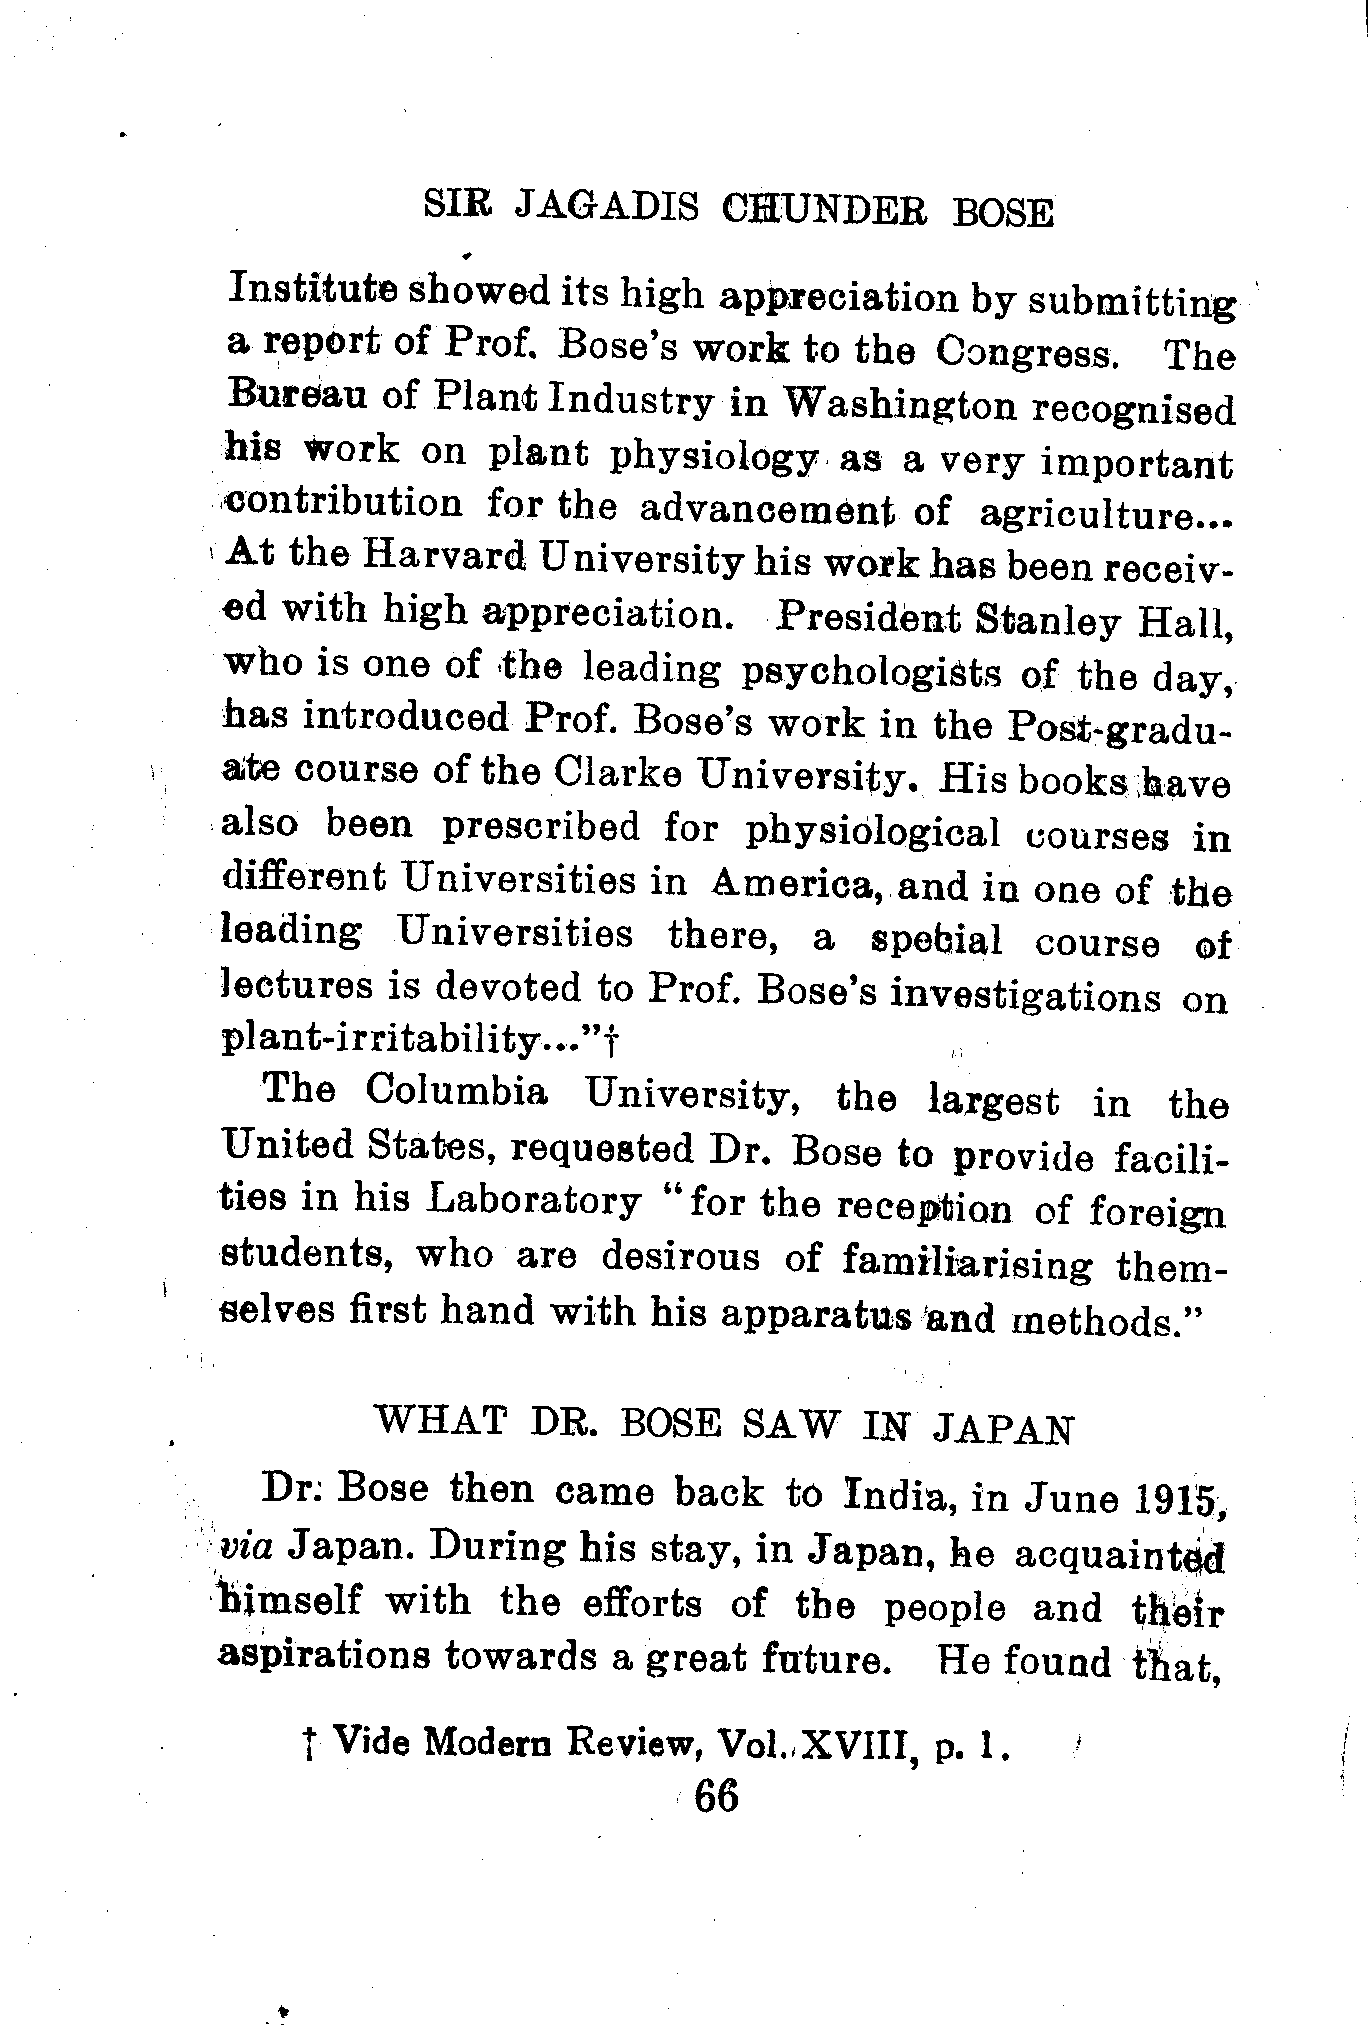 SIR JAGADIS CHUNDER BOSE
Institute showed its high appreciation by submitting
a report of Prof. Bose's work to the Congress. The
Bureau of Plant Industry in Washington recognised
his work on plant physiology as a very important
contribution for the advancement of agriculture...
At the Harvard University his work has been receiv-
ed with high appreciation. President Stanley Hall,
who is one of the leading psychologists of the day,
has introduced Prof. Bose's work in the Post-gradu-
ate course of the Clarke University. His books have
also been prescribed for physiological courses in
different Universities in America, and in one of the
leading Universities there, a special course of
lectures is devoted to Prof. Bose's investigations on
plant-irritability..."†
The Columbia University, the largest in the
United States, requested Dr. Bose to provide facili-
ties in his Laboratory "for the reception of foreign
students, who are desirous of familiarising them-
selves first hand with his apparatus and methods."
WHAT DR. BOSE SAW IN JAPAN
Dr. Bose then came back to India, in June 1915,
via Japan. During his stay, in Japan, he acquainted
himself with the efforts of the people and their
aspirations towards a great future. He found that,
† Vide Modern Review, Vol. XVIII, p. 1.
66